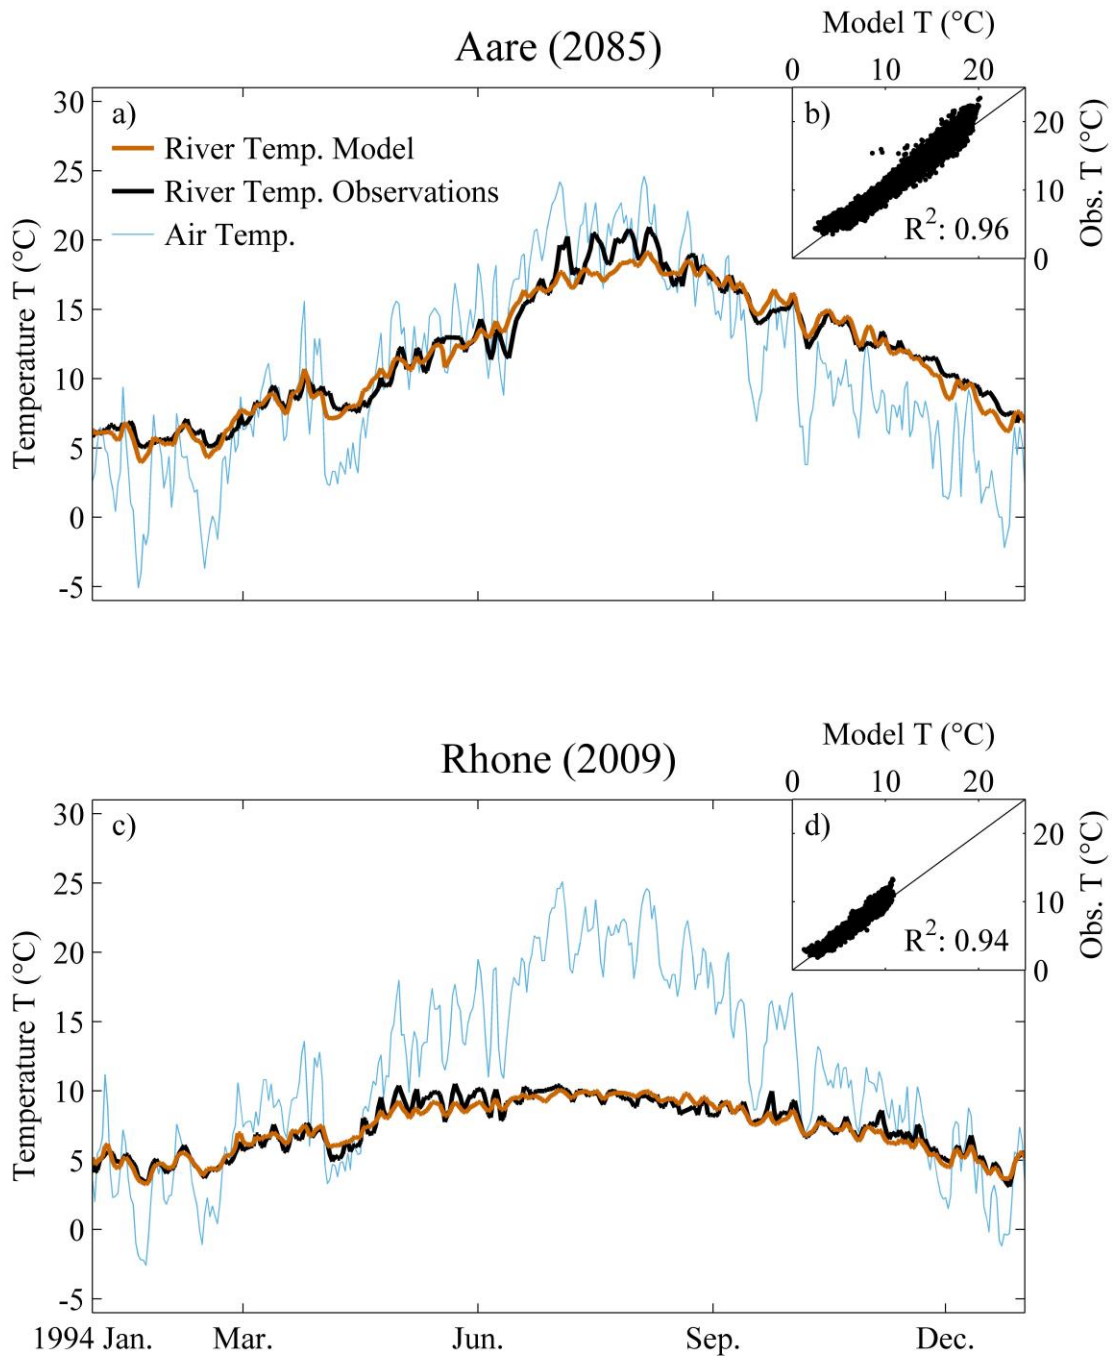 Model T (°C)
Aare (2085)
0 10 20
30
a)
b)
River Temp. Model
20
25
River Temp. Observations
10
Obs. T (°C)
Air Temp.
R2: 0.96
20
0
Temperature T (°C)
15
10
5
0
-5
Model T (°C)
Rhone (2009)
0 10 20
30
c)
d)
20
25
10
Obs. T (°C)
R2: 0.94
20
0
Temperature T (°C)
15
10
5
0
-5
1994 Jan. Mar. Jun. Sep. Dec.